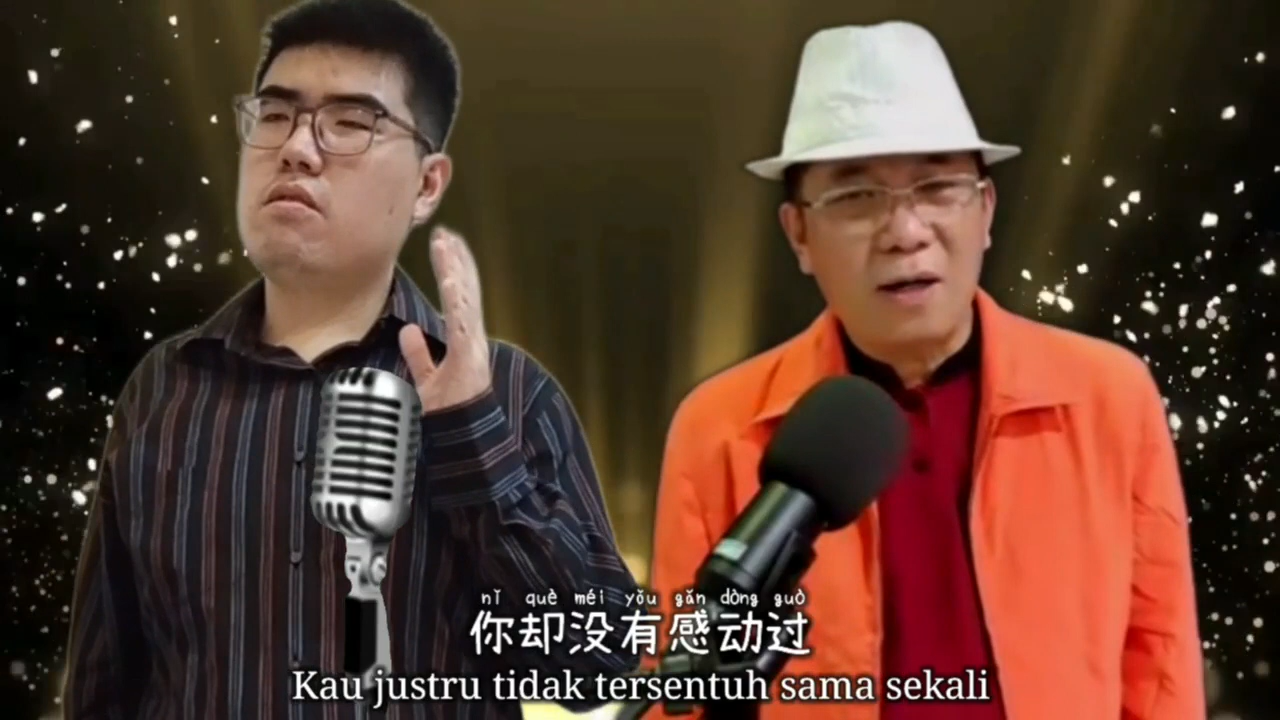 nǐ què méi yǒu gǎn dòng guò
你却没有感动过
Kau justru tidak tersentuh sama sekali